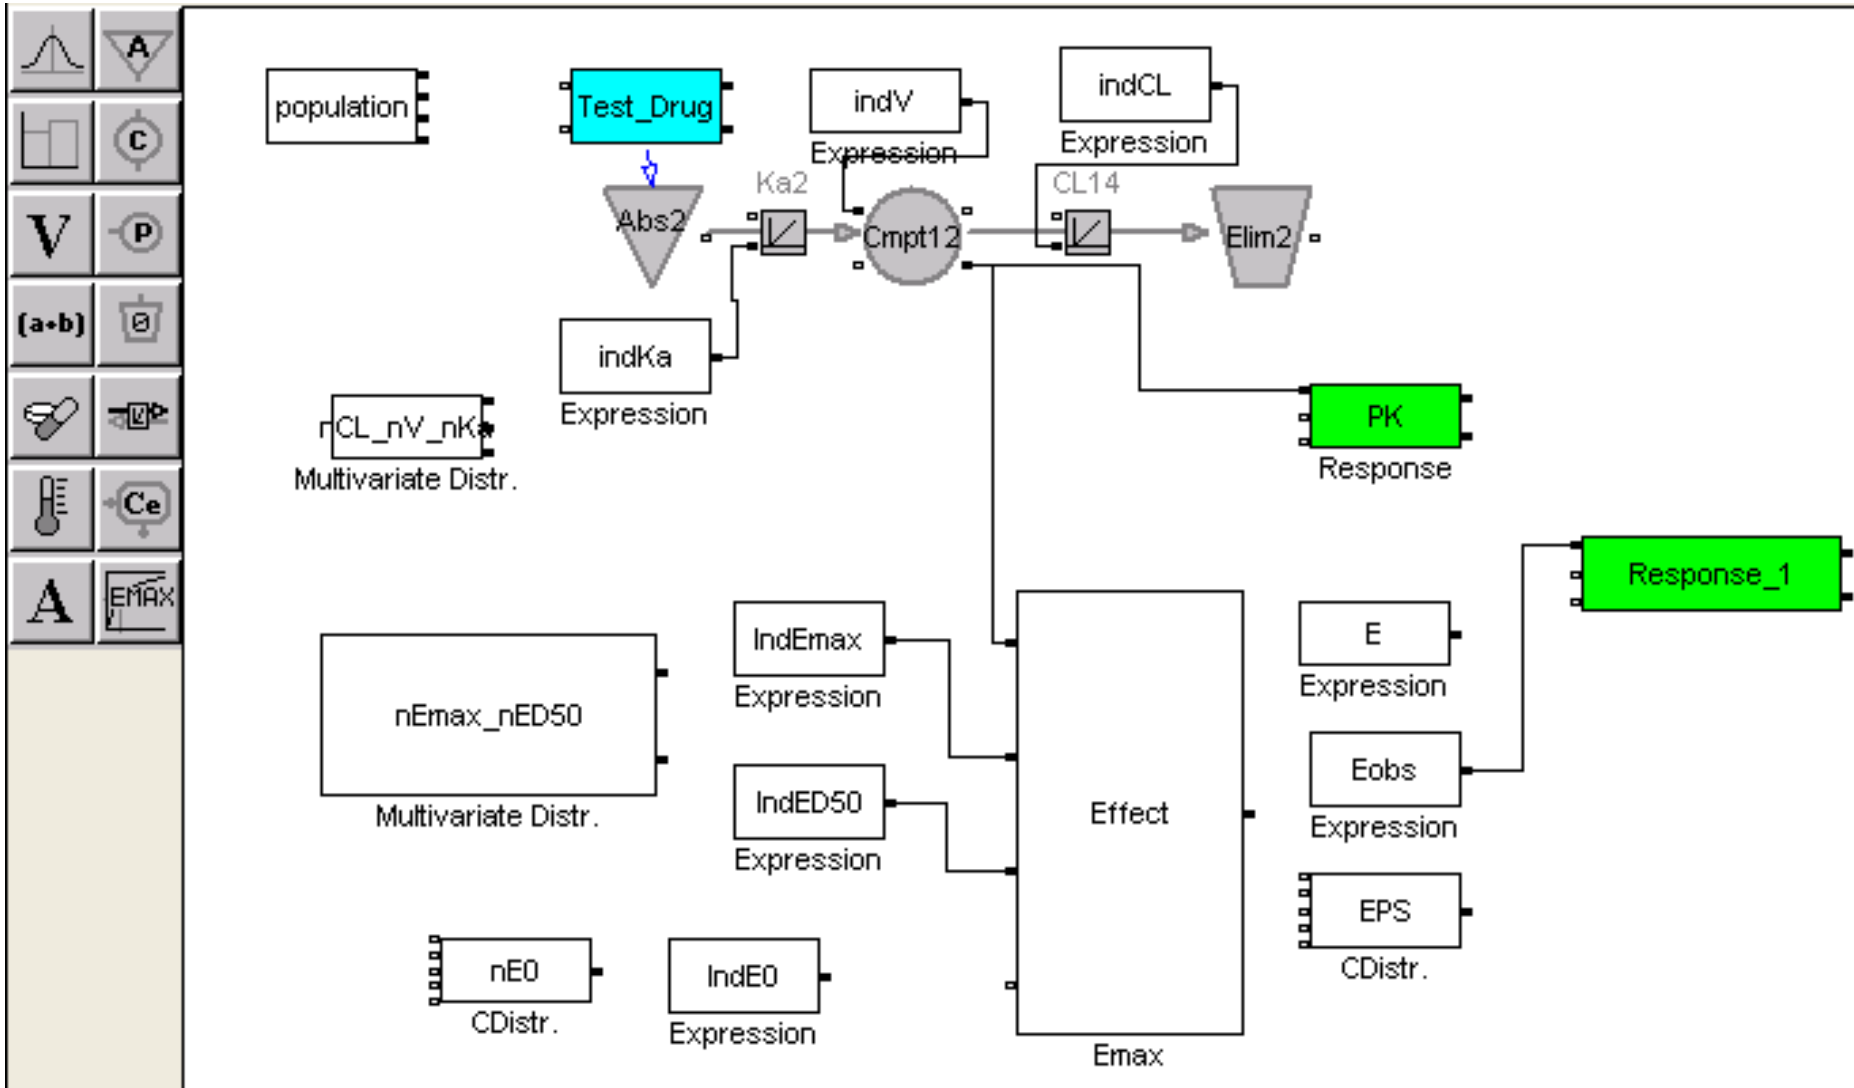 A
C
V
P
(a+b)
0
Ce
A
EMAX
population
Test_Drug
indV
Expression
indCL
Expression
Ka2
CL14
Abs2
Cmpt12
Elim2
indKa
Expression
nCL_nV_nKa
Multivariate Distr.
PK
Response
Response_1
IndEmax
Expression
E
Expression
nEmax_nED50
Multivariate Distr.
IndED50
Expression
Effect
Emax
Eobs
Expression
EPS
CDistr.
nE0
CDistr.
IndE0
Expression